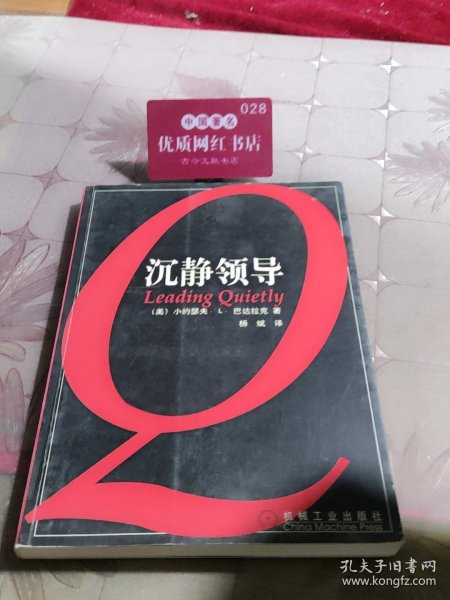 028
中国著名
优质网红书店
古今文献书店
沉静领导
Leading Quietly
（美）小约瑟夫·L·巴达拉克 著
杨 斌 译
机械工业出版社
China Machine Press
孔夫子旧书网
www.kongfz.com